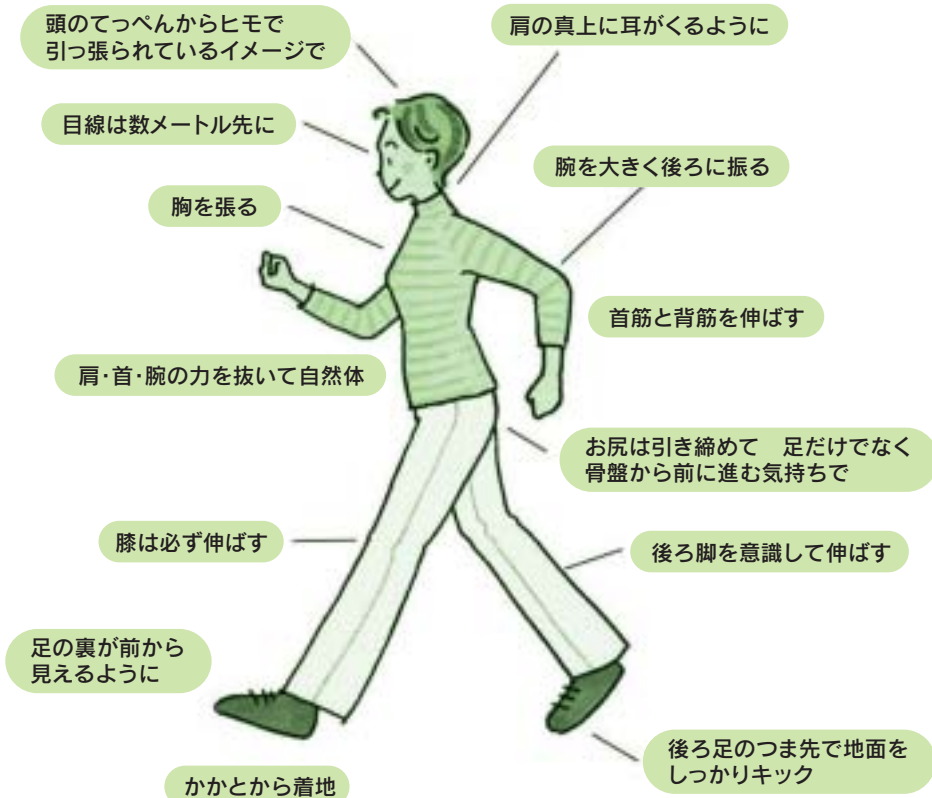 頭のてっぺんからヒモで
引っ張られているイメージで
肩の真上に耳がくるように
目線は数メートル先に
腕を大きく後ろに振る
胸を張る
首筋と背筋を伸ばす
肩・首・腕の力を抜いて自然体
お尻は引き締めて　足だけでなく
骨盤から前に進む気持ちで
膝は必ず伸ばす
後ろ脚を意識して伸ばす
足の裏が前から
見えるように
後ろ足のつま先で地面を
しっかりキック
かかとから着地